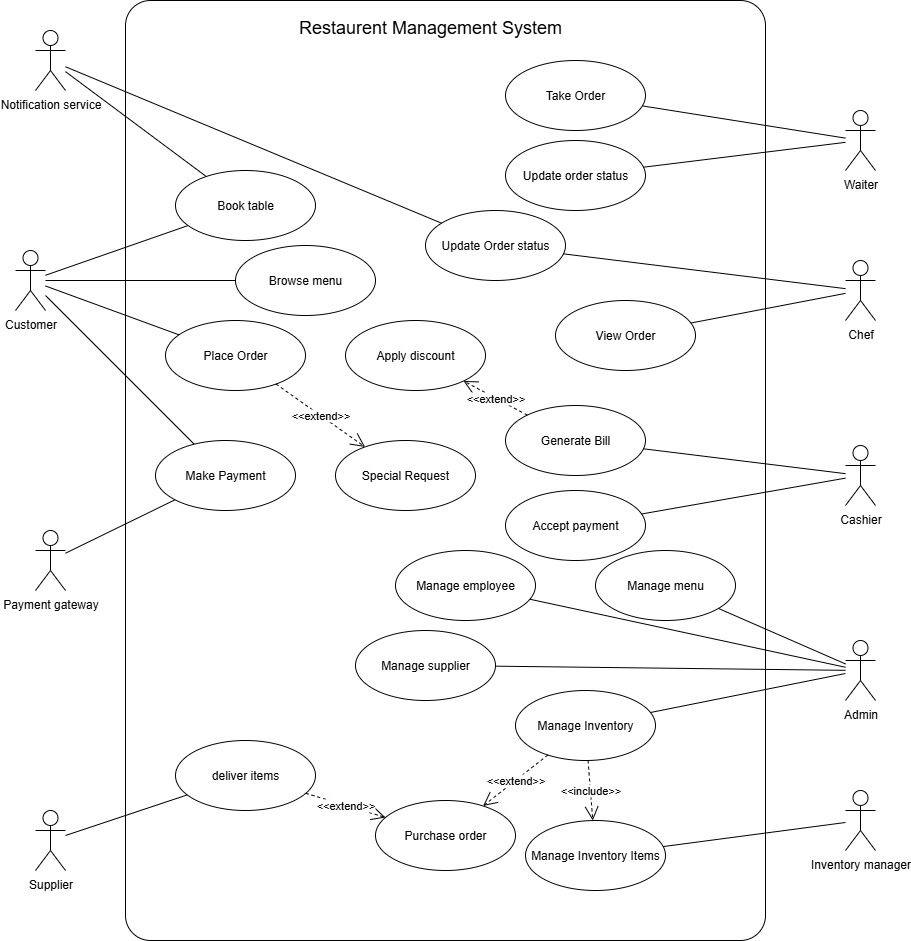 Restaurent Management System
Notification service
Take Order
Update order status
Waiter
Book table
Update Order status
Browse menu
Customer
View Order
Chef
Place Order
Apply discount
<<extend>>
<<extend>>
Generate Bill
Make Payment
Special Request
Cashier
Accept payment
Manage employee
Manage menu
Payment gateway
Manage supplier
Admin
Manage Inventory
deliver items
<<extend>>
<<include>>
<<extend>>
Purchase order
Manage Inventory Items
Inventory manager
Supplier